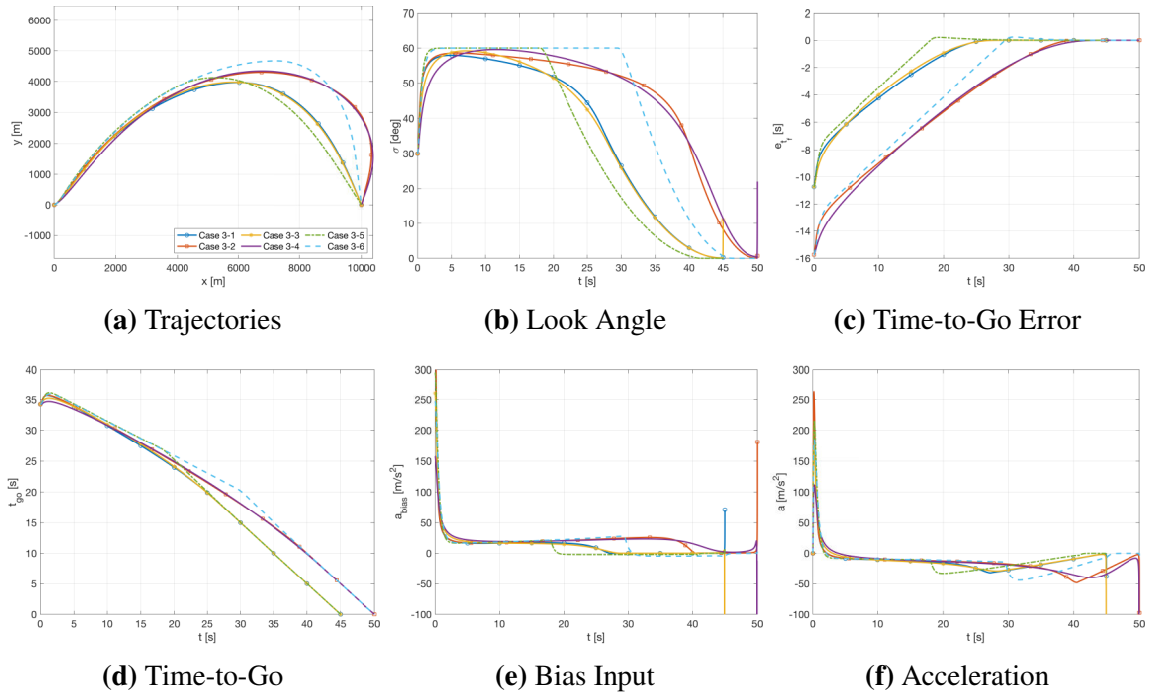 6000
5000
4000
3000
2000
1000
0
-1000
y [m]
0 2000 4000 6000 8000 10000
x [m]
Case 3-1 Case 3-3 Case 3-5
Case 3-2 Case 3-4 Case 3-6
(a) Trajectories
70
60
50
40
30
20
10
0
σ [deg]
0 5 10 15 20 25 30 35 40 45 50
t [s]
(b) Look Angle
2
0
-2
-4
-6
-8
-10
-12
-14
-16
e_tf [s]
0 10 20 30 40 50
t [s]
(c) Time-to-Go Error
40
35
30
25
20
15
10
5
0
t_go [s]
0 5 10 15 20 25 30 35 40 45 50
t [s]
(d) Time-to-Go
300
250
200
150
100
50
0
-50
-100
a_bias [m/s²]
0 10 20 30 40 50
t [s]
(e) Bias Input
300
250
200
150
100
50
0
-50
-100
a [m/s²]
0 10 20 30 40 50
t [s]
(f) Acceleration